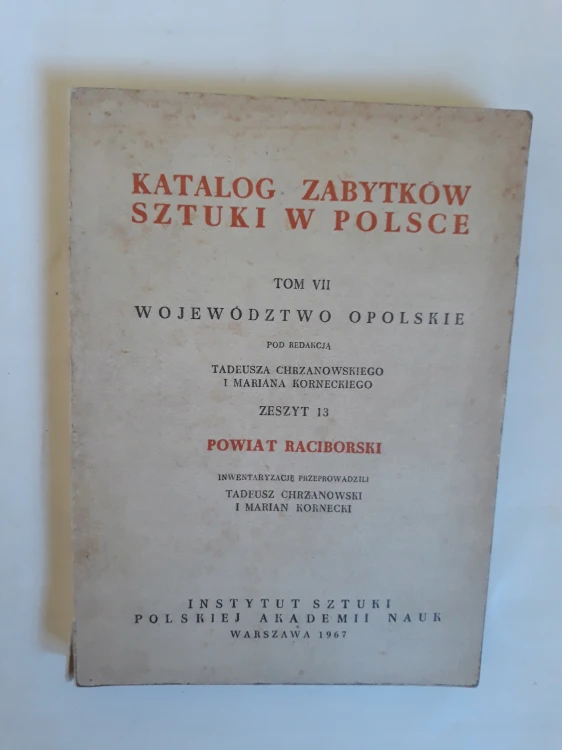 KATALOG ZABYTKÓW
SZTUKI W POLSCE
TOM VII
WOJEWÓDZTWO OPOLSKIE
POD REDAKCJĄ
TADEUSZA CHRZANOWSKIEGO
I MARIANA KORNECKIEGO
ZESZYT 13
POWIAT RACIBORSKI
INWENTARYZACJĘ PRZEPROWADZILI
TADEUSZ CHRZANOWSKI
I MARIAN KORNECKI
INSTYTUT SZTUKI
POLSKIEJ AKADEMII NAUK
WARSZAWA 1967